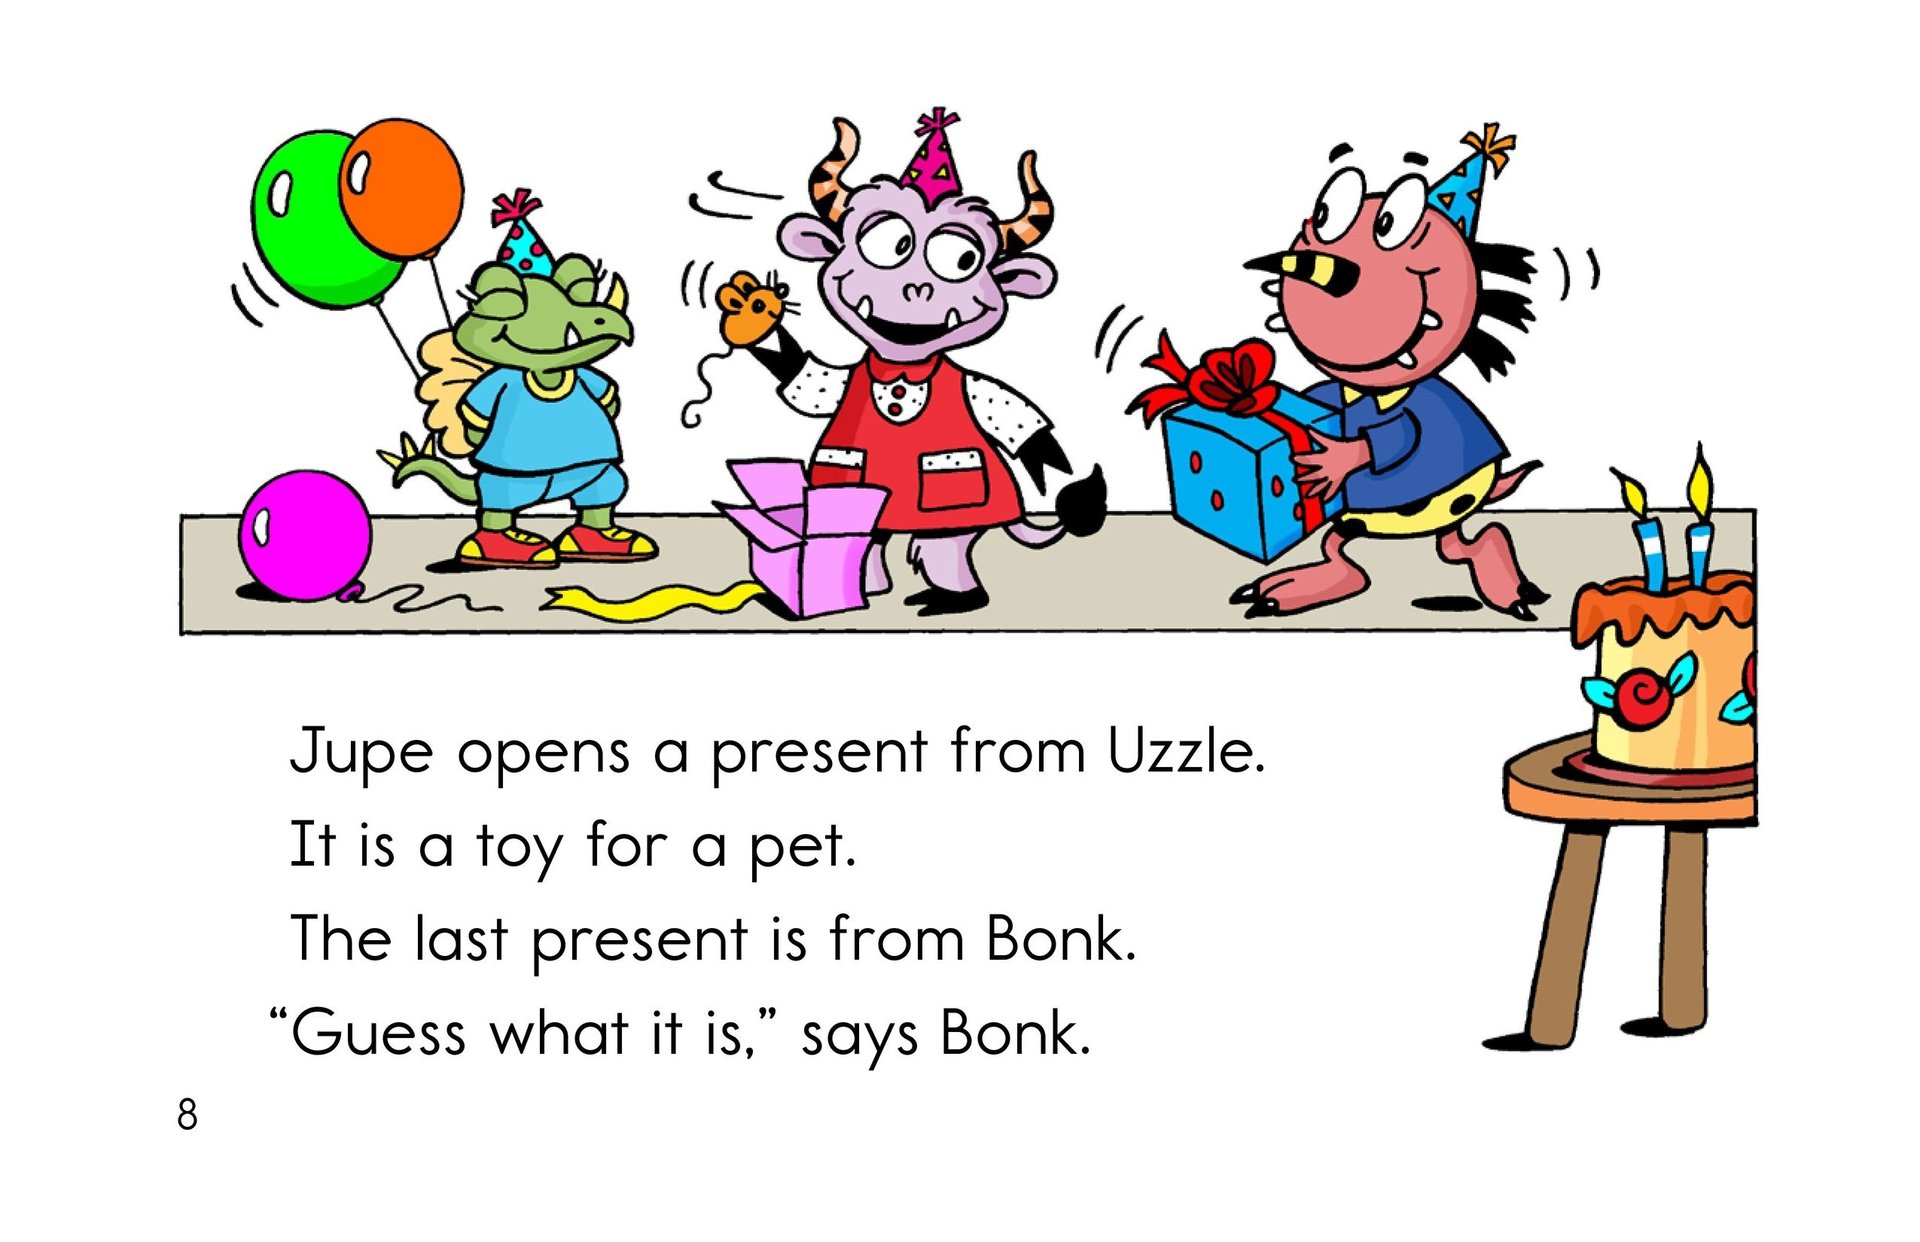 Jupe opens a present from Uzzle.
It is a toy for a pet.
The last present is from Bonk.
“Guess what it is,” says Bonk.
8